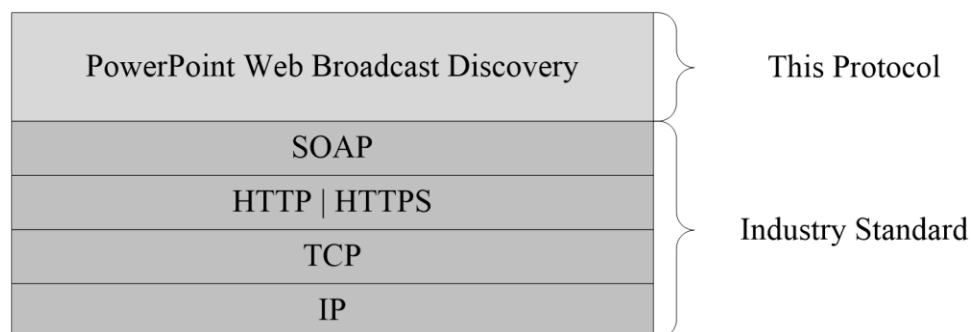 PowerPoint Web Broadcast Discovery
This Protocol
SOAP
HTTP | HTTPS
TCP
IP
Industry Standard